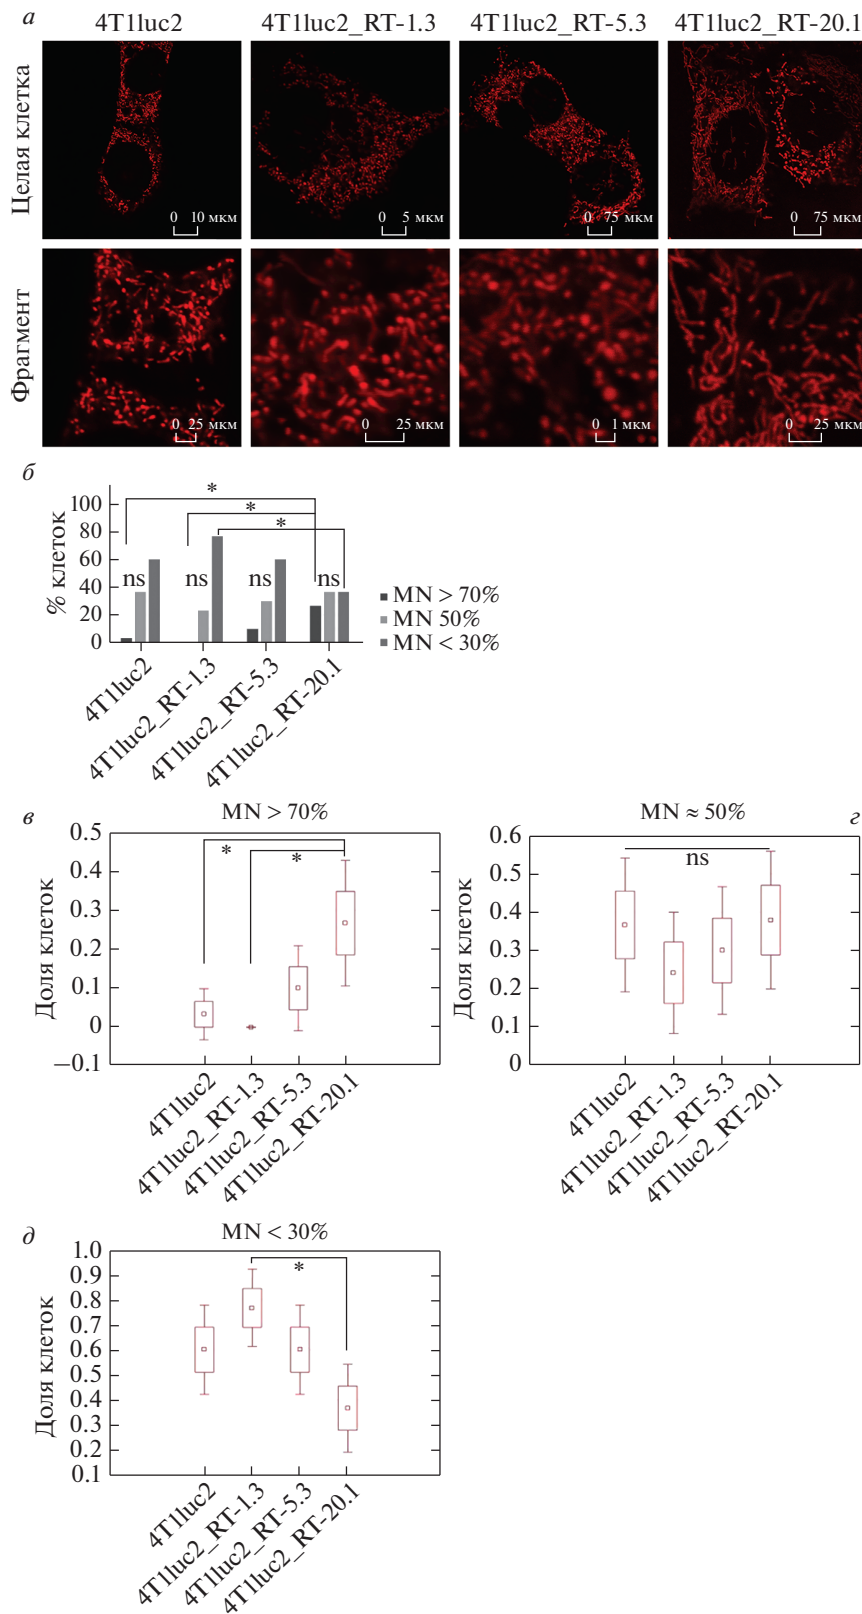 а
4T1luc2 4T1luc2_RT-1.3 4T1luc2_RT-5.3 4T1luc2_RT-20.1
Целая клетка
0 10 мкм
0 5 мкм
0 75 мкм
0 75 мкм
Фрагмент
0 25 мкм
0 25 мкм
0 1 мкм
0 25 мкм
б
% клеток
100
80
60
40
20
0
* * *
ns ns ns ns
MN > 70%
MN 50%
MN < 30%
4T1luc2
4T1luc2_RT-1.3
4T1luc2_RT-5.3
4T1luc2_RT-20.1
в
MN > 70%
Доля клеток
0.5
0.4
0.3
0.2
0.1
0
−0.1
* *
4T1luc2
4T1luc2_RT-1.3
4T1luc2_RT-5.3
4T1luc2_RT-20.1
г
MN ≈ 50%
Доля клеток
0.6
0.5
0.4
0.3
0.2
0.1
0
ns
4T1luc2
4T1luc2_RT-1.3
4T1luc2_RT-5.3
4T1luc2_RT-20.1
д
MN < 30%
Доля клеток
1.0
0.9
0.8
0.7
0.6
0.5
0.4
0.3
0.2
0.1
*
4T1luc2
4T1luc2_RT-1.3
4T1luc2_RT-5.3
4T1luc2_RT-20.1